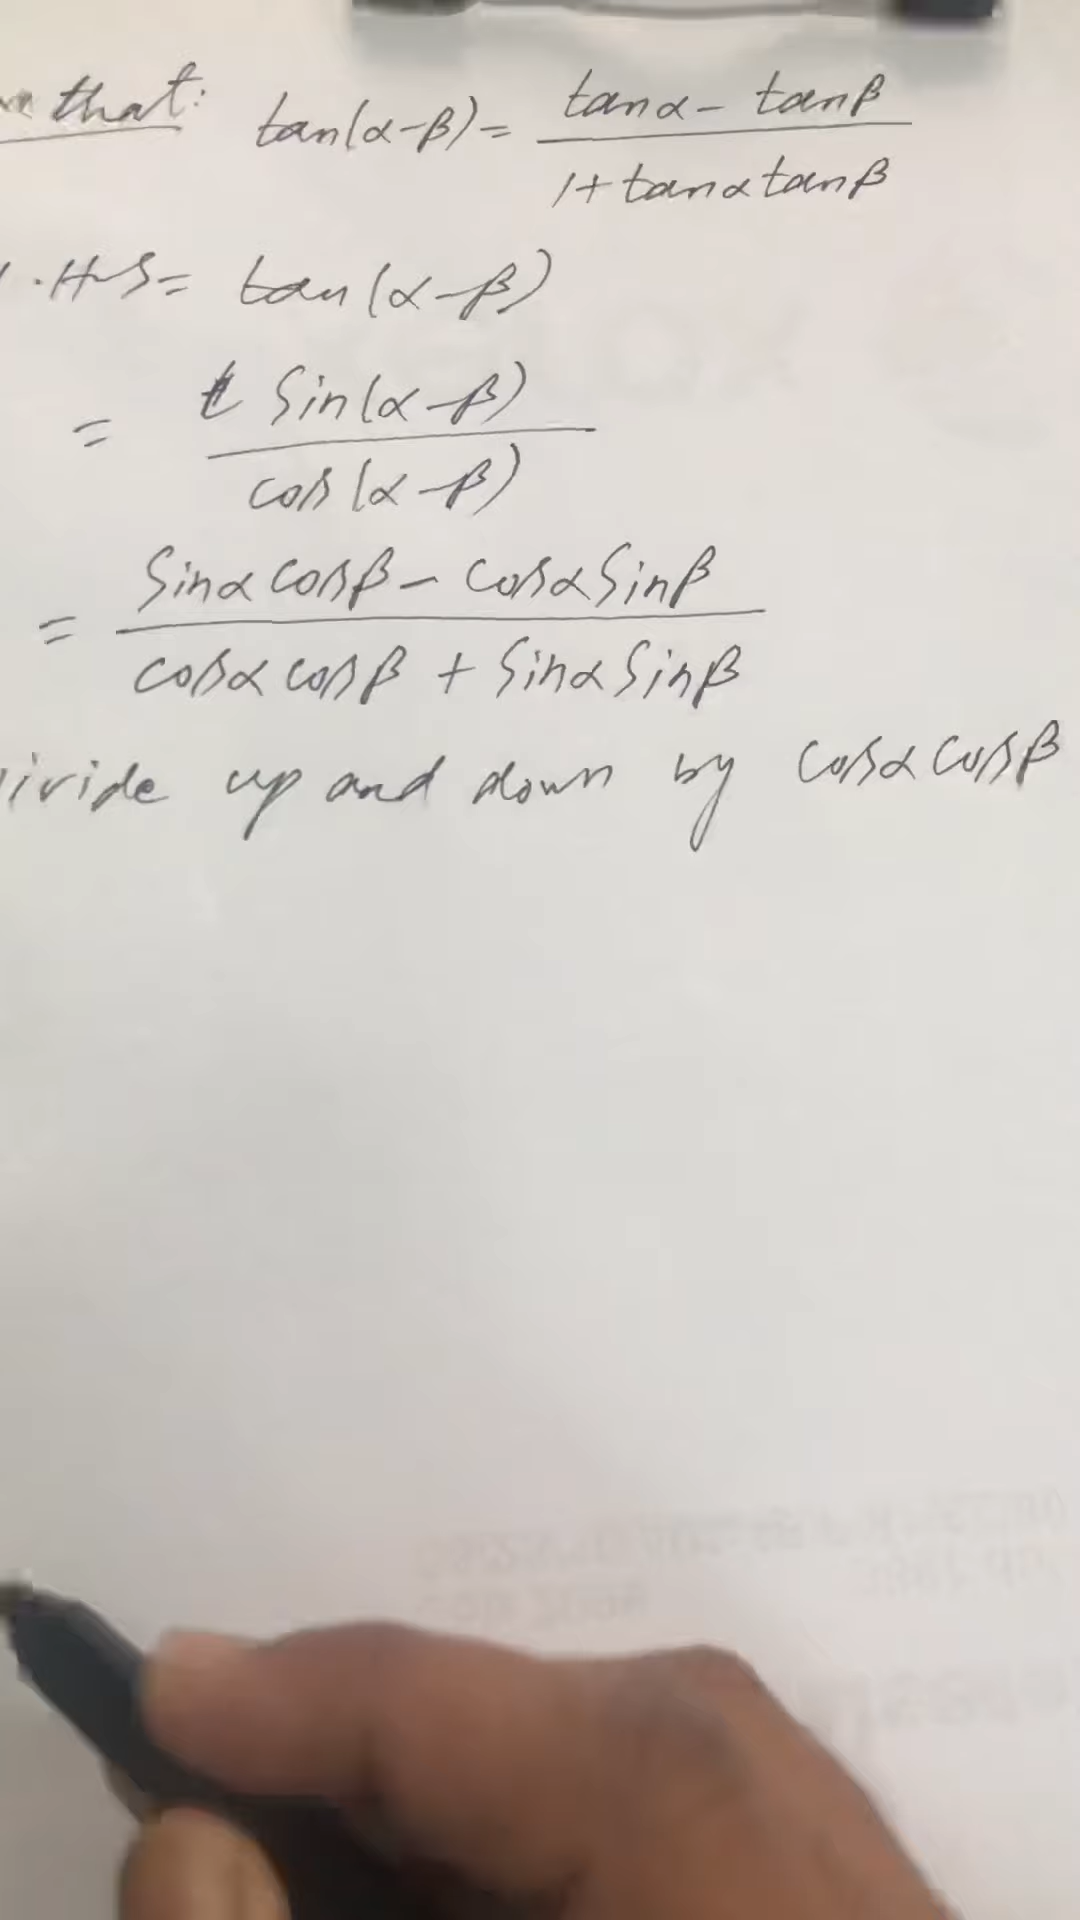 that: tan(α-β) = (tanα - tanβ)/(1 + tanα tanβ)
.H.S = tan(α-β)
= Sin(α-β)/cos(α-β)
= (Sinα cosβ - cosα Sinβ)/(cosα cosβ + Sinα Sinβ)
ivide up and down by cosα cosβ